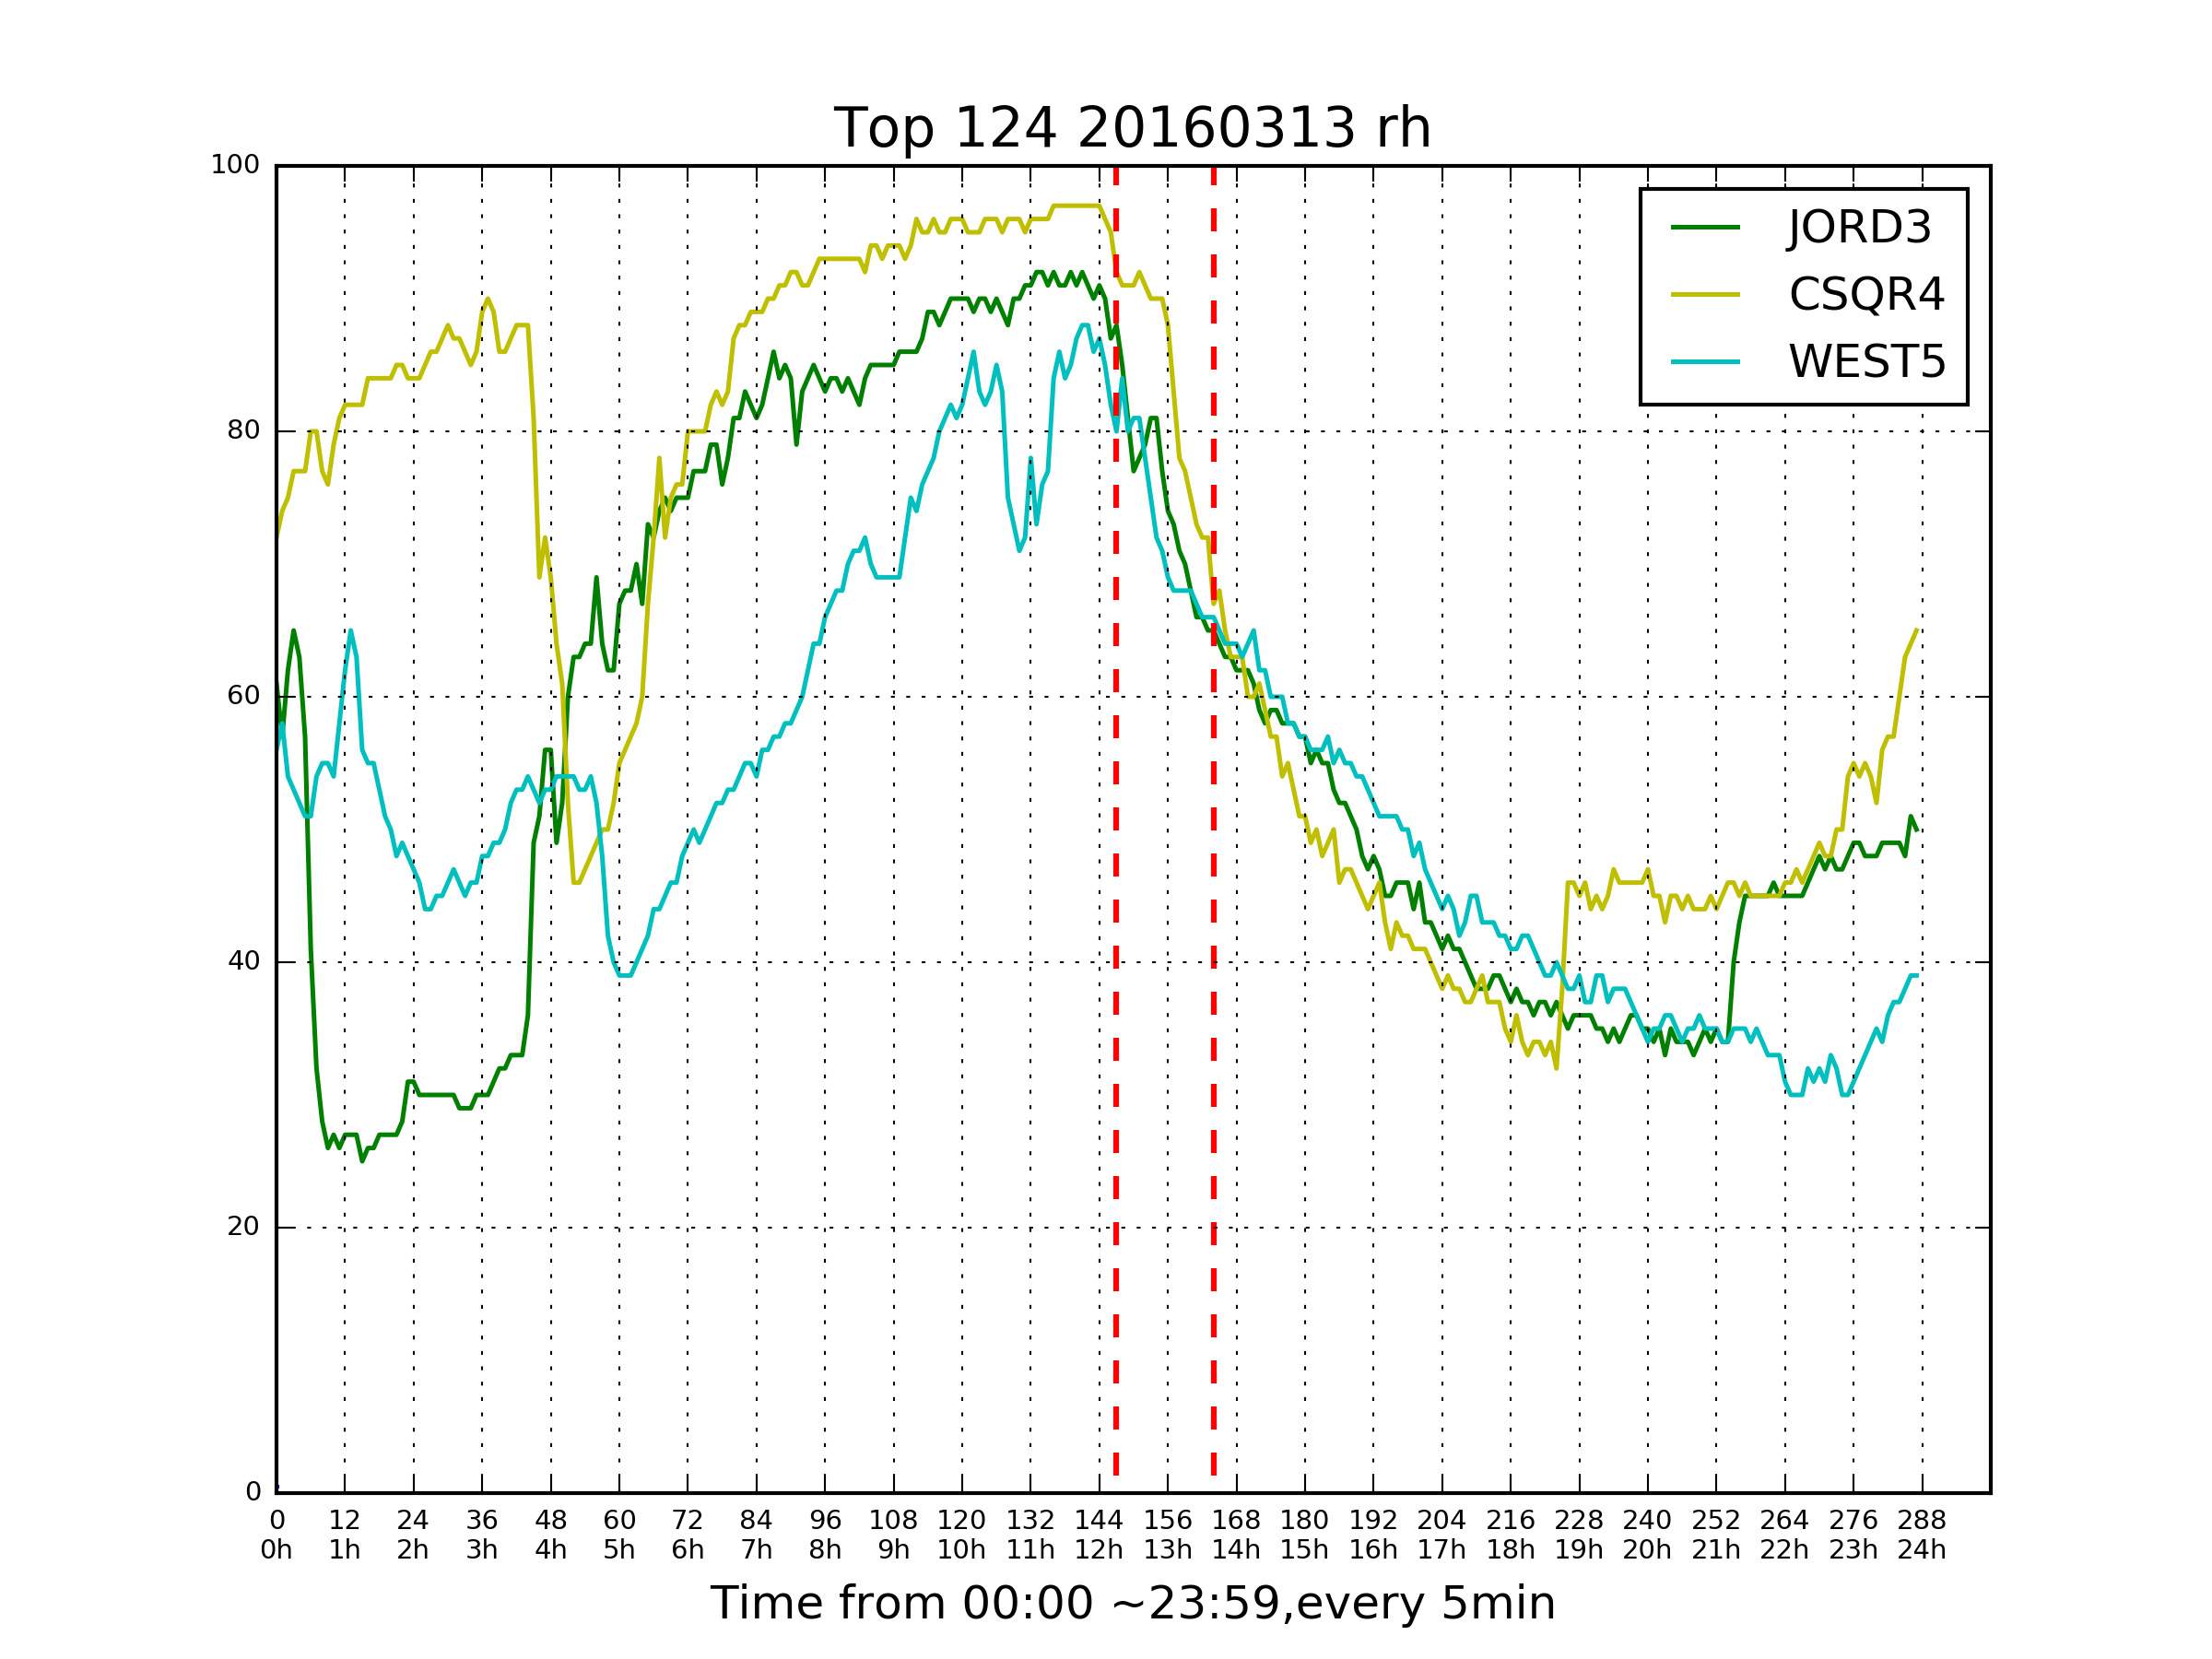 Top 124 20160313 rh
100
80
60
40
20
0
JORD3
CSQR4
WEST5
0 12 24 36 48 60 72 84 96 108 120 132 144 156 168 180 192 204 216 228 240 252 264 276 288
0h 1h 2h 3h 4h 5h 6h 7h 8h 9h 10h 11h 12h 13h 14h 15h 16h 17h 18h 19h 20h 21h 22h 23h 24h
Time from 00:00 ~23:59,every 5min